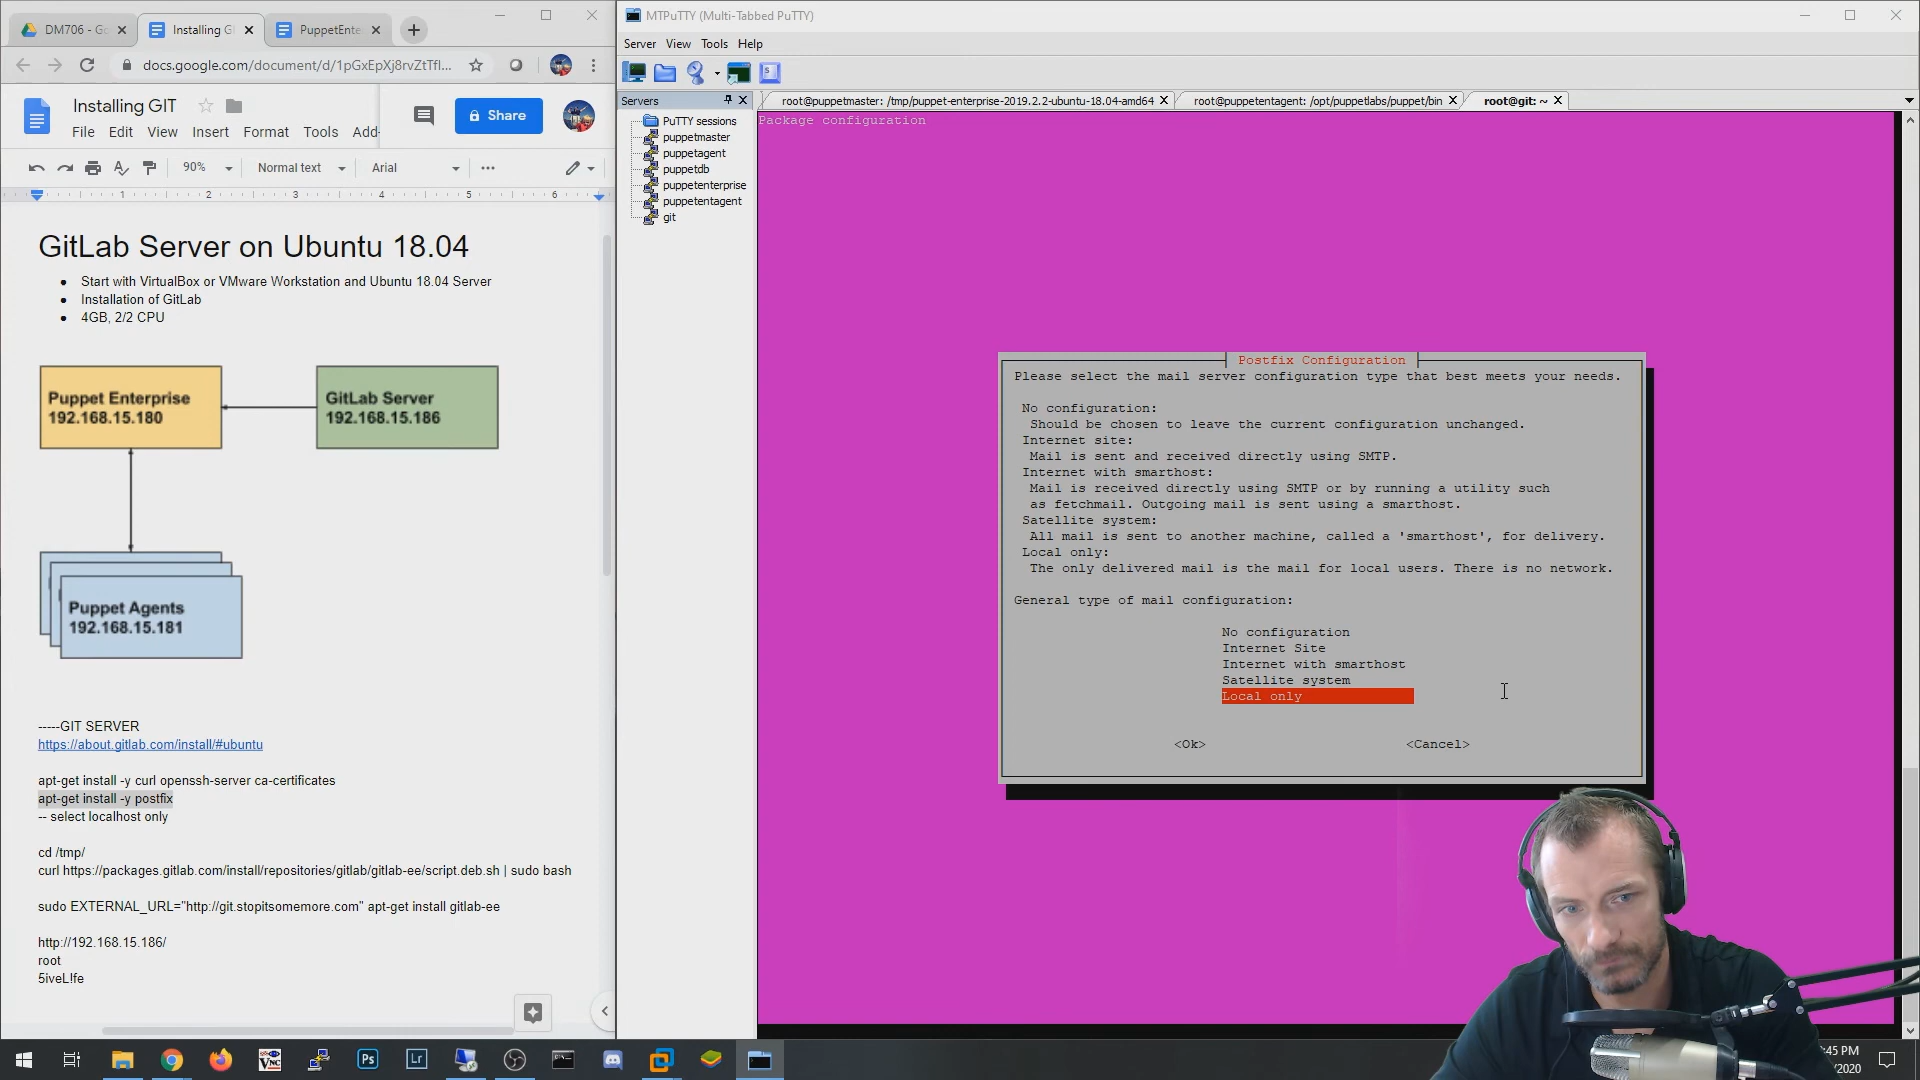 DM706 - Go
Installing G
PuppetEnte
docs.google.com/document/d/1pGxEpXj8rvZtTfl...
Installing GIT
File Edit View Insert Format Tools Add-
Share
90% Normal text Arial
1 2 3 4 5 6
GitLab Server on Ubuntu 18.04
● Start with VirtualBox or VMware Workstation and Ubuntu 18.04 Server
● Installation of GitLab
● 4GB, 2/2 CPU
Puppet Enterprise
192.168.15.180
GitLab Server
192.168.15.186
Puppet Agents
192.168.15.181
-----GIT SERVER
https://about.gitlab.com/install/#ubuntu
apt-get install -y curl openssh-server ca-certificates
apt-get install -y postfix
-- select localhost only
cd /tmp/
curl https://packages.gitlab.com/install/repositories/gitlab/gitlab-ee/script.deb.sh | sudo bash
sudo EXTERNAL_URL="http://git.stopitsomemore.com" apt-get install gitlab-ee
http://192.168.15.186/
root
5iveL!fe
MTPuTTY (Multi-Tabbed PuTTY)
Server View Tools Help
Servers
PuTTY sessions
puppetmaster
puppetagent
puppetdb
puppetenterprise
puppetentagent
git
root@puppetmaster: /tmp/puppet-enterprise-2019.2.2-ubuntu-18.04-amd64
root@puppetentagent: /opt/puppetlabs/puppet/bin
root@git: ~
Package configuration
Postfix Configuration
Please select the mail server configuration type that best meets your needs.
No configuration:
Should be chosen to leave the current configuration unchanged.
Internet site:
Mail is sent and received directly using SMTP.
Internet with smarthost:
Mail is received directly using SMTP or by running a utility such
as fetchmail. Outgoing mail is sent using a smarthost.
Satellite system:
All mail is sent to another machine, called a 'smarthost', for delivery.
Local only:
The only delivered mail is the mail for local users. There is no network.
General type of mail configuration:
No configuration
Internet Site
Internet with smarthost
Satellite system
Local only
<Ok> <Cancel>
VNC
Ps
Lr
:45 PM
/2020